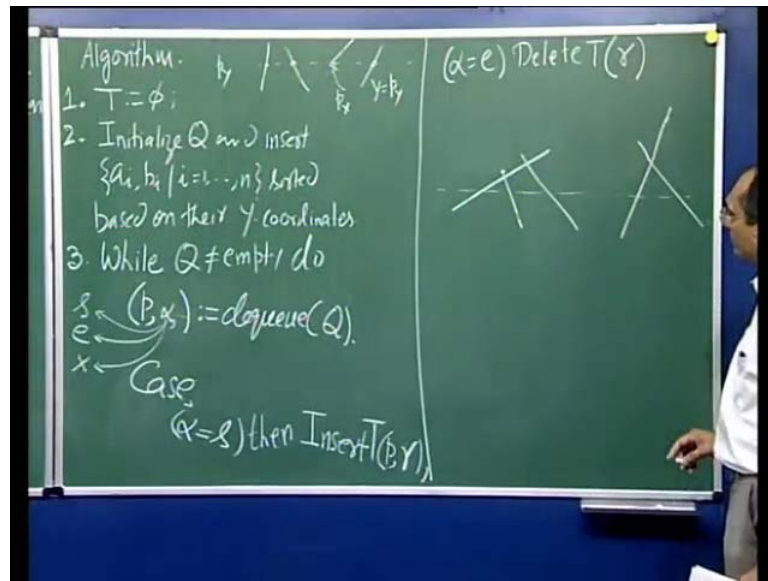 Algorithm.
Py
Px
y=Py
1. T:=ϕ;
2. Initialize Q and insert
{ai, bi | i=1...,n} sorted
based on their Y-coordinates
3. While Q≠empty do
(P,α):=dequeue(Q).
s
e
x
Case,
(α=s) then InsertT(P,r),
(α=e) DeleteT(r)